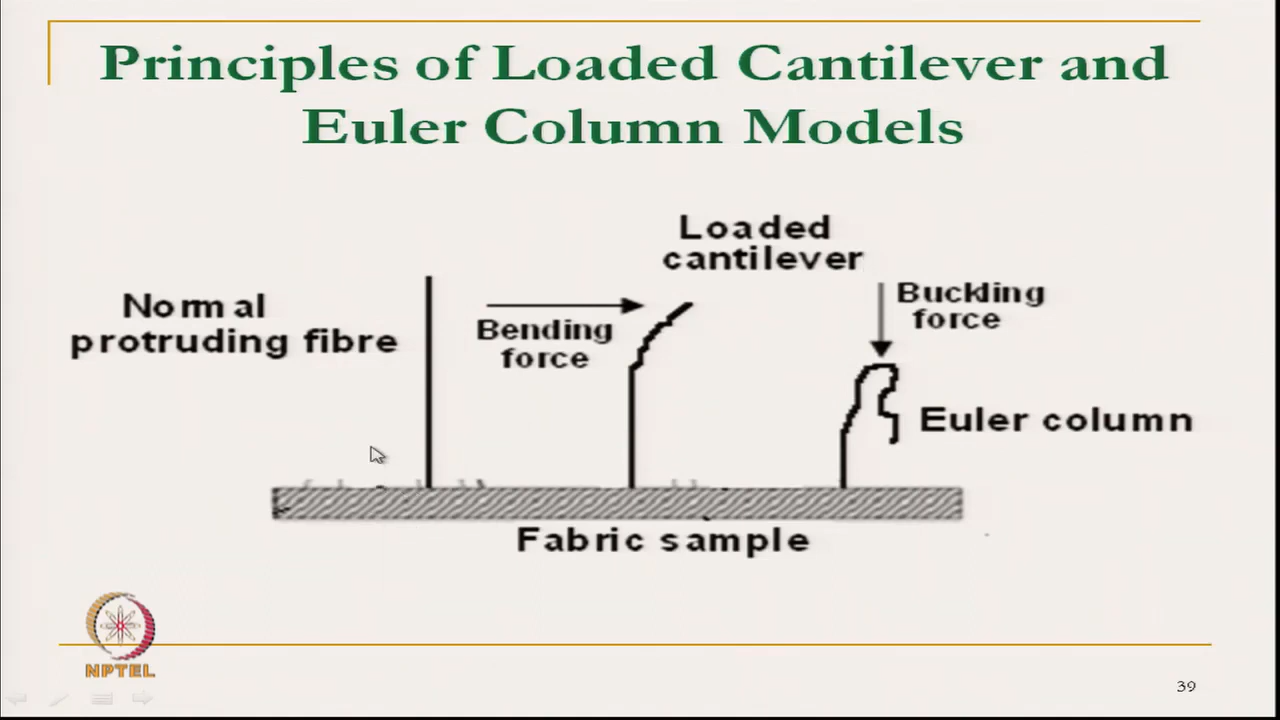 Principles of Loaded Cantilever and
Euler Column Models
Normal
protruding fibre
Bending
force
Loaded
cantilever
Buckling
force
Euler column
Fabric sample
NPTEL
39